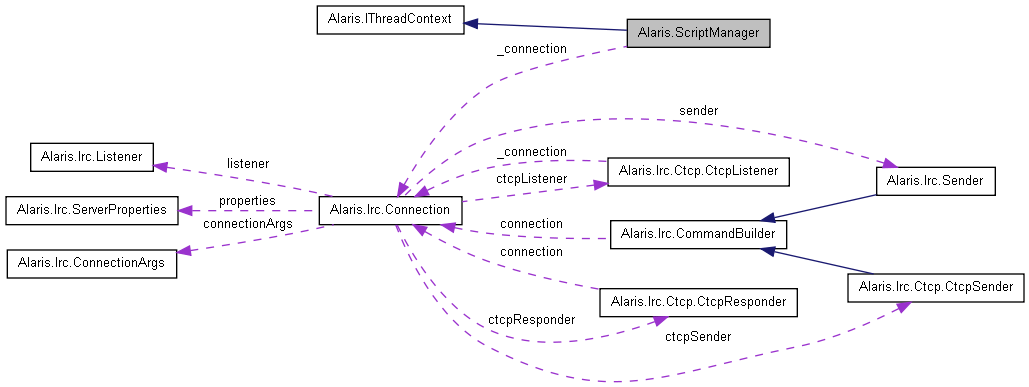 Alaris.IThreadContext
Alaris.ScriptManager
_connection
sender
Alaris.Irc.Listener
listener
_connection
Alaris.Irc.Ctcp.CtcpListener
ctcpListener
Alaris.Irc.Sender
Alaris.Irc.ServerProperties
properties
Alaris.Irc.Connection
connectionArgs
connection
Alaris.Irc.CommandBuilder
Alaris.Irc.ConnectionArgs
connection
Alaris.Irc.Ctcp.CtcpSender
Alaris.Irc.Ctcp.CtcpResponder
ctcpResponder
ctcpSender